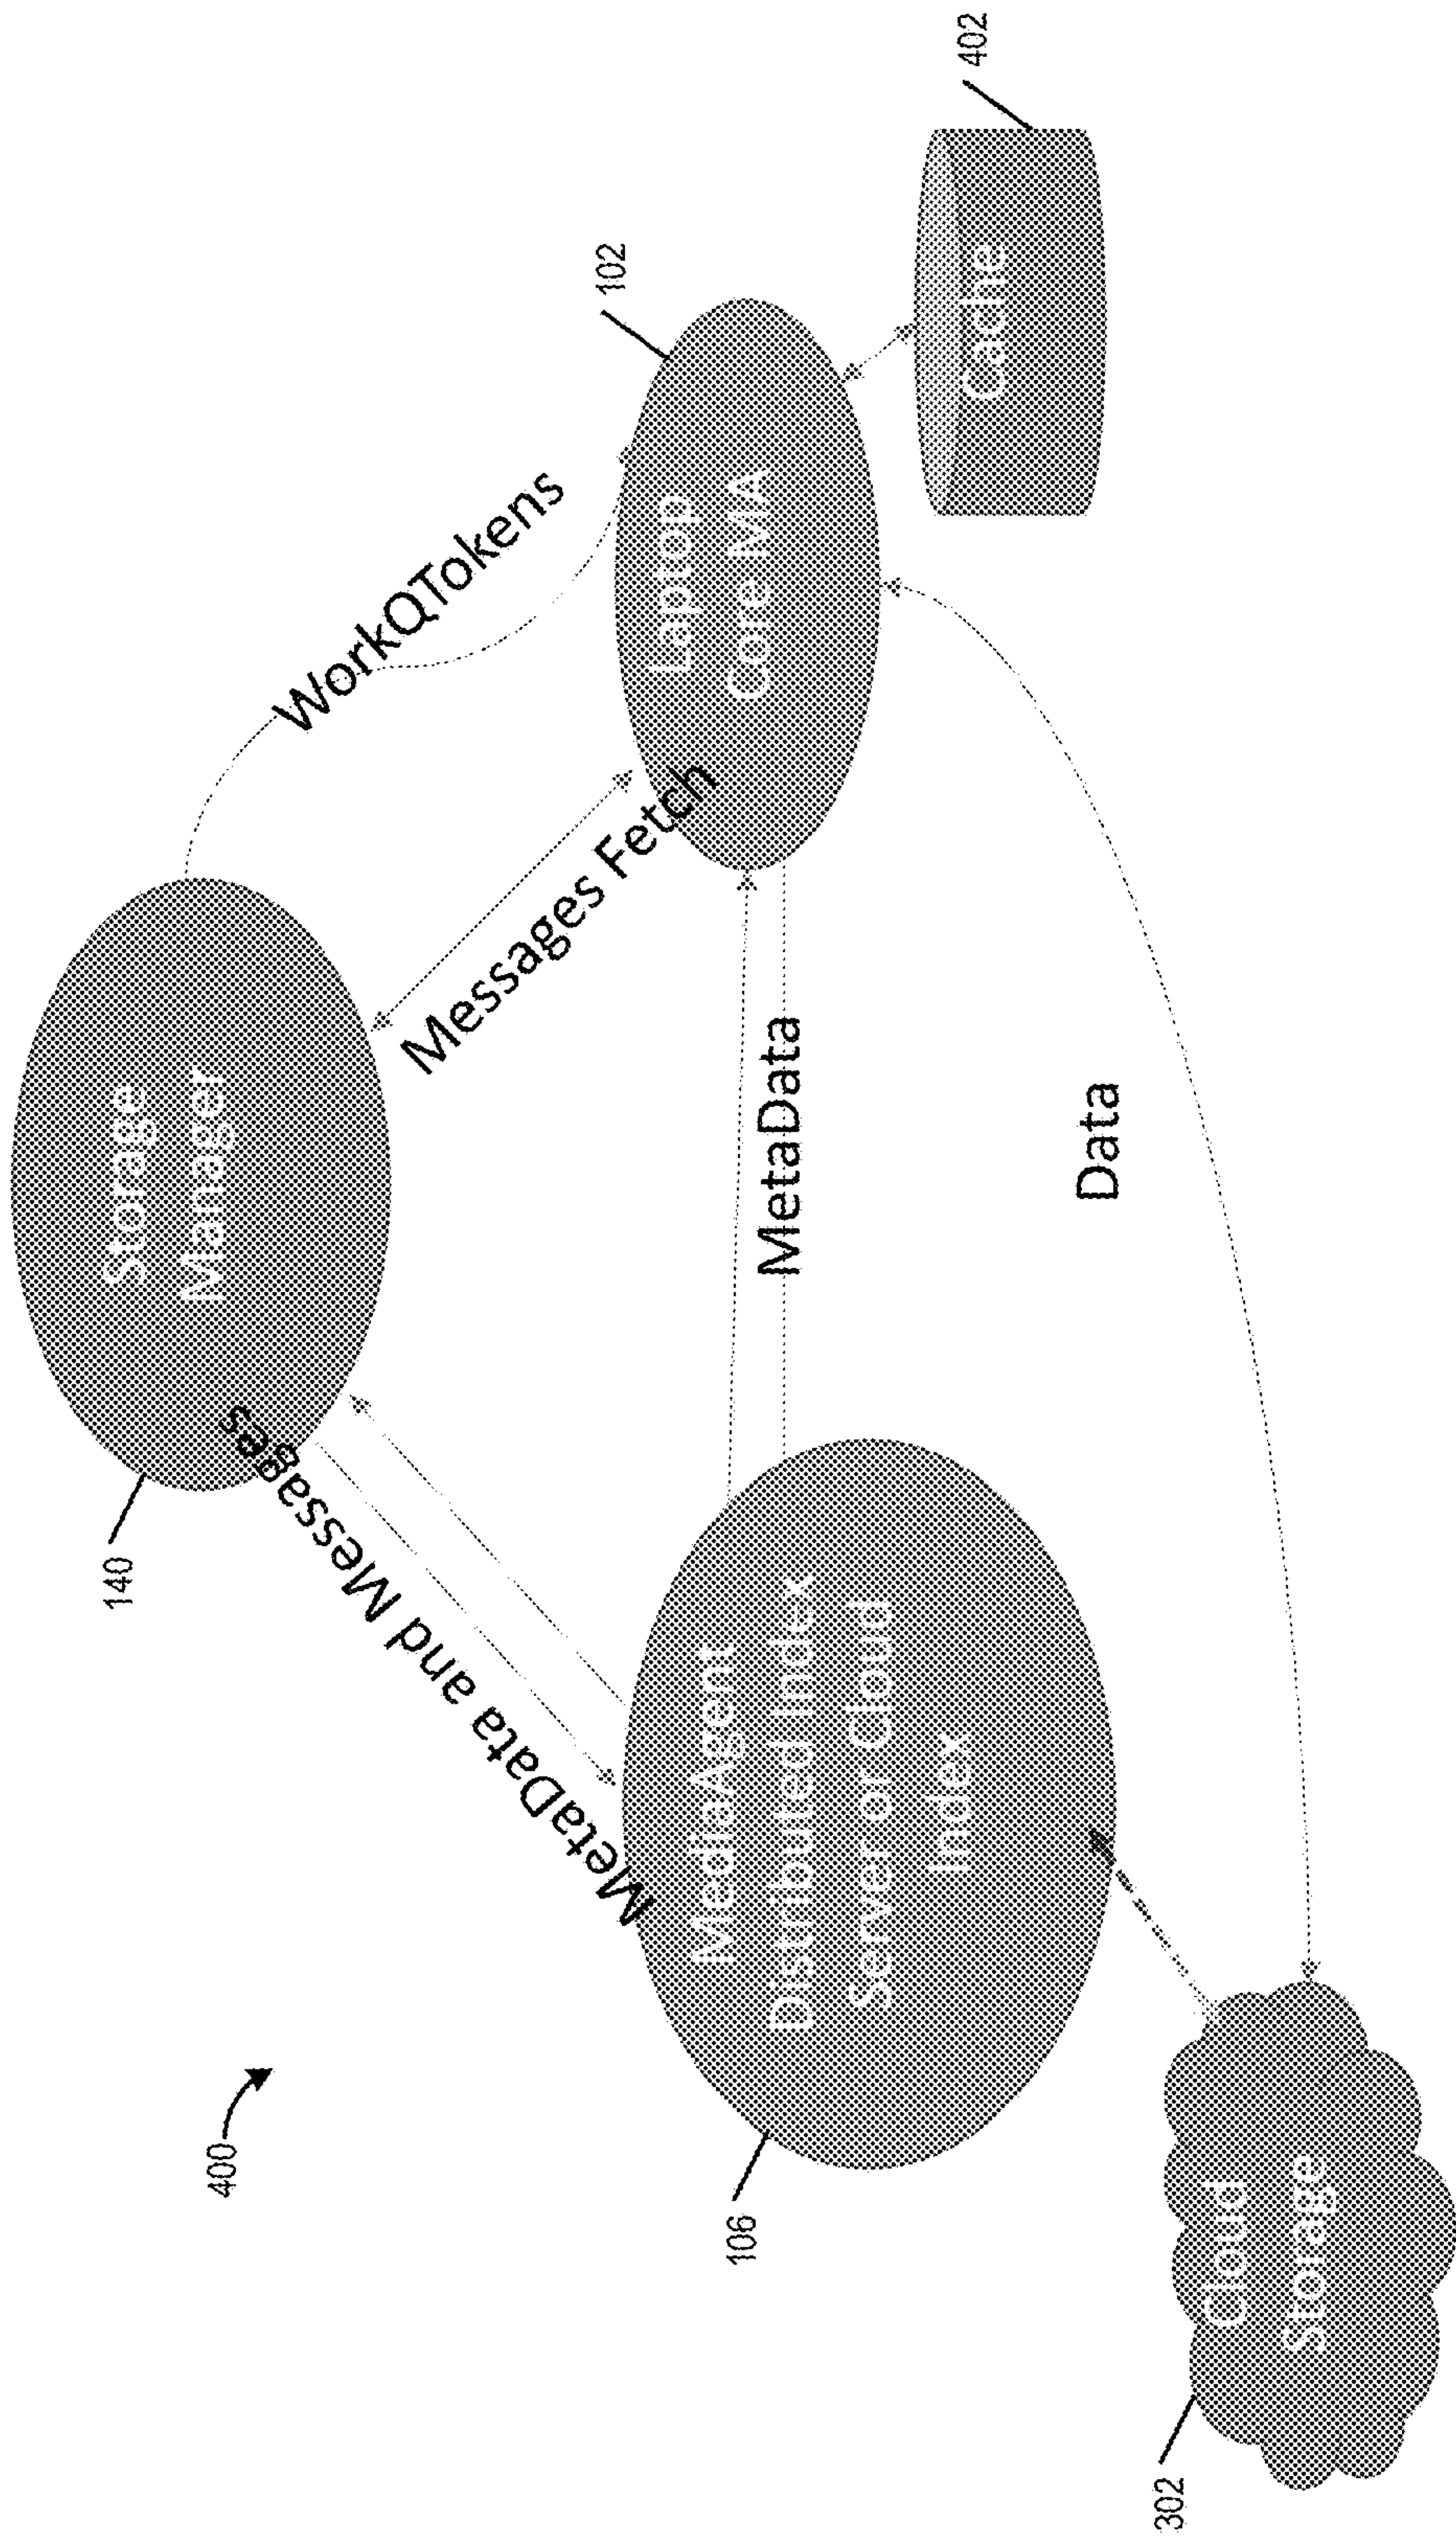 400
140
Storage
Manager
WorkQTokens
MetaData and Messages
Messages Fetch
102
Laptop
Core MA
106
MediaAgent
Distributed Index
Server or Cloud
Index
MetaData
402
Cache
Data
302
Cloud
Storage